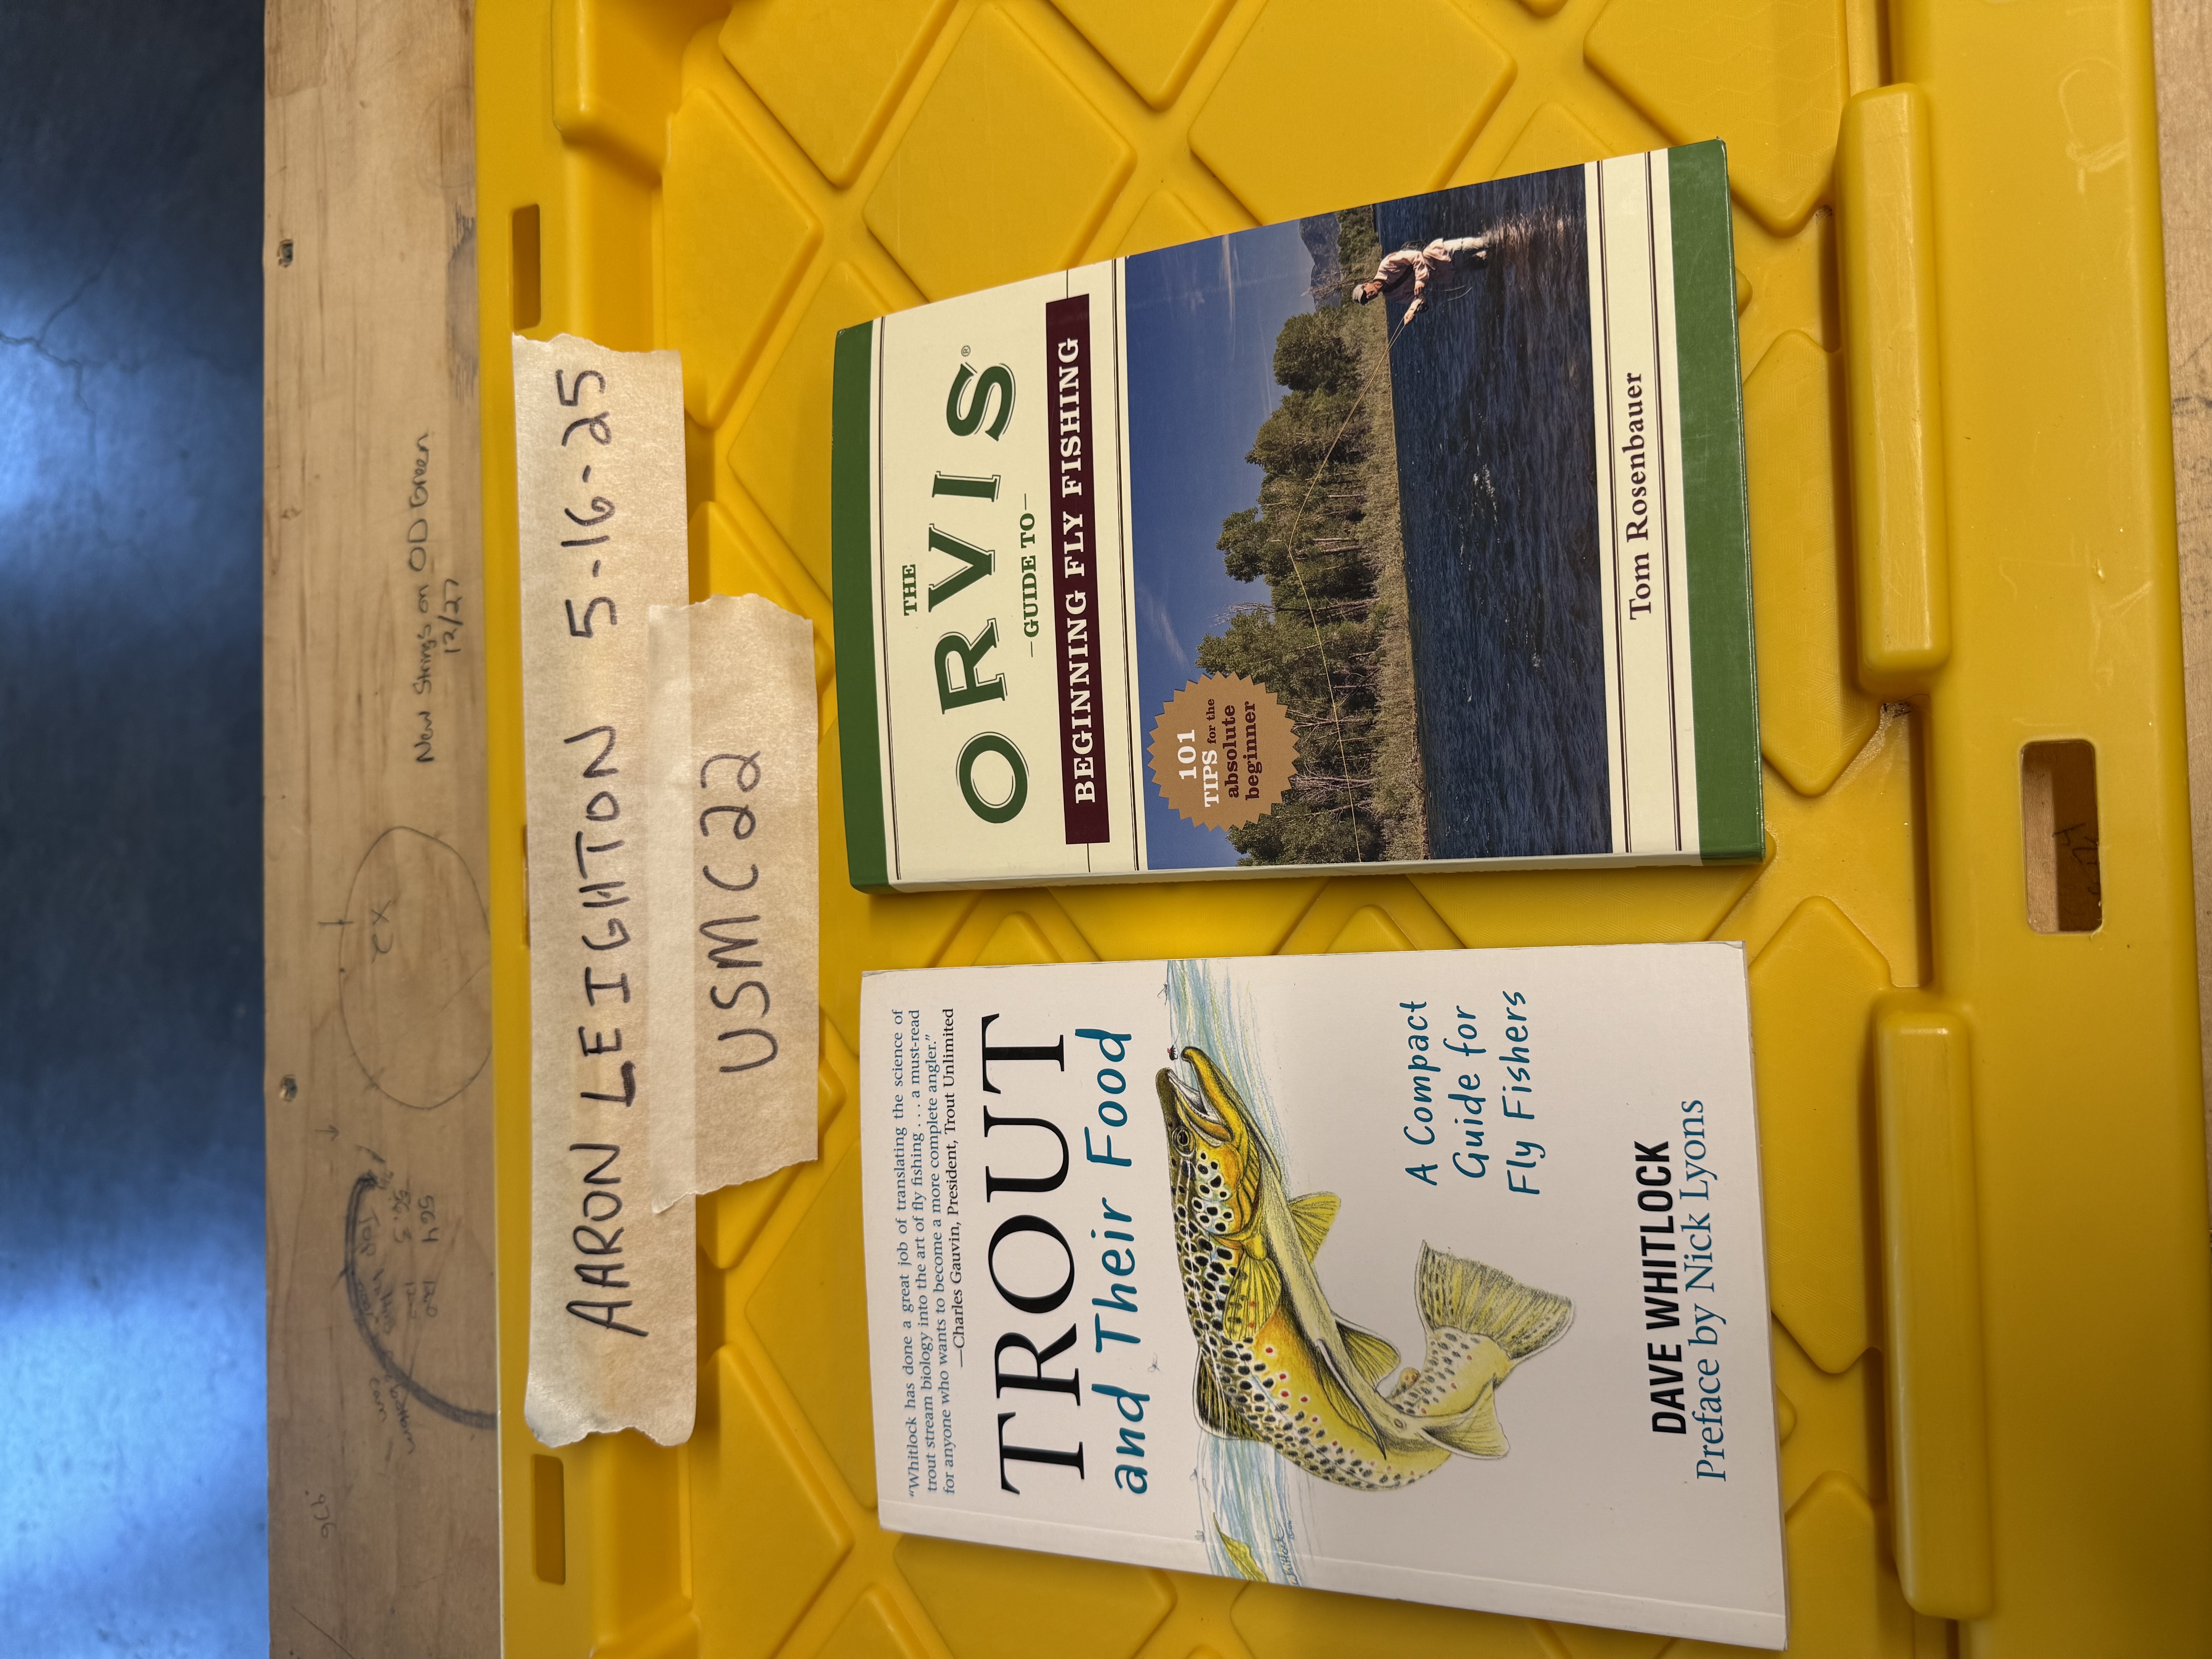 New Strings on OD Green
12/27
AARON LEIGHTON 5-16-25
USMC22
"Whitlock has done a great job of translating the science of
trout stream biology into the art of fly fishing . . . a must-read
for anyone who wants to become a more complete angler."
—Charles Gauvin, President, Trout Unlimited
TROUT
and Their Food
A Compact
Guide for
Fly Fishers
DAVE WHITLOCK
Preface by Nick Lyons
THE
ORVIS®
GUIDE TO
BEGINNING FLY FISHING
101
TIPS for the
absolute
beginner
Tom Rosenbauer